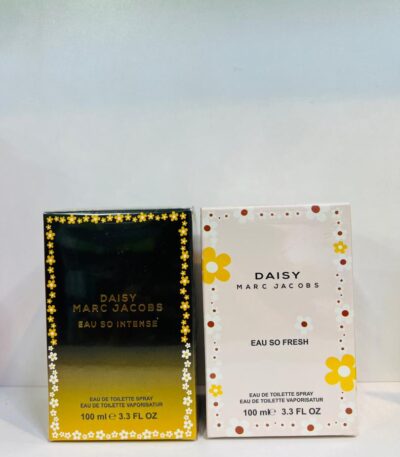 DAISY
MARC JACOBS
EAU SO INTENSE
EAU DE TOILETTE SPRAY
EAU DE TOILETTE VAPORISATUR
100 ml ℮ 3.3 FL OZ
DAISY
MARC JACOBS
EAU SO FRESH
EAU DE TOILETTE SPRAY
EAU DE TOILETTE VAPORISATUR
100 ml℮ 3.3 FL OZ